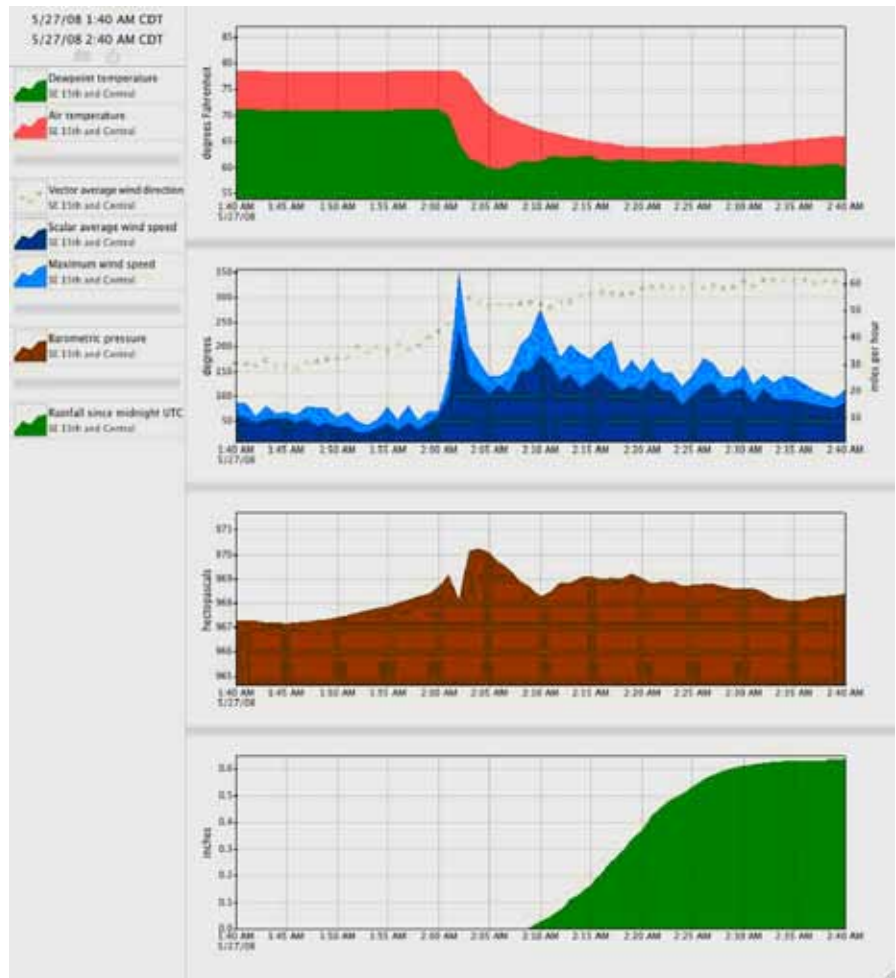 5/27/08 1:40 AM CDT
5/27/08 2:40 AM CDT
Dewpoint temperature
SE 15th and Central
Air temperature
SE 15th and Central
Vector average wind direction
SE 15th and Central
Scalar average wind speed
SE 15th and Central
Maximum wind speed
SE 15th and Central
Barometric pressure
SE 15th and Central
Rainfall since midnight UTC
SE 15th and Central
degrees Fahrenheit
85
80
75
70
65
60
55
1:40 AM 1:45 AM 1:50 AM 1:55 AM 2:00 AM 2:05 AM 2:10 AM 2:15 AM 2:20 AM 2:25 AM 2:30 AM 2:35 AM 2:40 AM
5/27/08
degrees
350
300
250
200
150
100
50
miles per hour
60
50
40
30
20
10
1:40 AM 1:45 AM 1:50 AM 1:55 AM 2:00 AM 2:05 AM 2:10 AM 2:15 AM 2:20 AM 2:25 AM 2:30 AM 2:35 AM 2:40 AM
5/27/08
hectopascals
971
970
969
968
967
966
965
1:40 AM 1:45 AM 1:50 AM 1:55 AM 2:00 AM 2:05 AM 2:10 AM 2:15 AM 2:20 AM 2:25 AM 2:30 AM 2:35 AM 2:40 AM
5/27/08
inches
0.6
0.5
0.4
0.3
0.2
0.1
0.0
1:40 AM 1:45 AM 1:50 AM 1:55 AM 2:00 AM 2:05 AM 2:10 AM 2:15 AM 2:20 AM 2:25 AM 2:30 AM 2:35 AM 2:40 AM
5/27/08